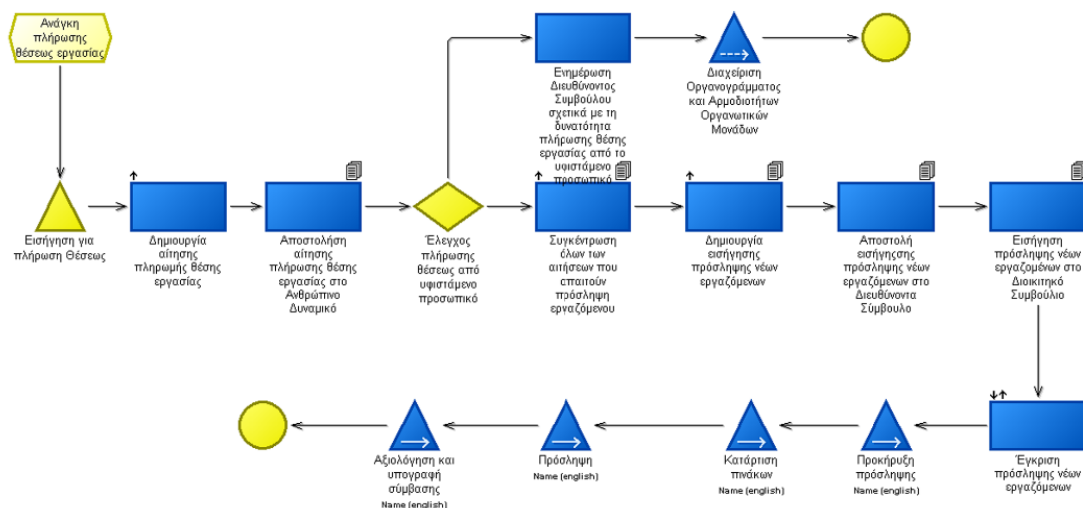 Ανάγκη
πλήρωσης
θέσεως εργασίας
Ενημέρωση
Διευθύνοντος
Συμβούλου
σχετικά με τη
δυνατότητα
πλήρωσης θέσης
εργασίας από το
υφιστάμενο
προσωπικό
Διαχείριση
Οργανογράμματος
και Αρμοδιοτήτων
Οργανωτικών
Μονάδων
Εισήγηση για
πλήρωση Θέσεως
Δημιουργία
αίτησης
πληρωμής θέσης
εργασίας
Αποστολήση
αίτησης
πλήρωσης θέσης
εργασίας στο
Ανθρώπινο
Δυναμικό
Έλεγχος
πλήρωσης
θέσεως από
υφιστάμενο
προσωπικό
Συγκέντρωση
όλων των
αιτήσεων που
απαιτούν
πρόσληψη
εργαζόμενου
Δημιουργία
εισήγησης
πρόσληψης νέων
εργαζόμενων
Αποστολή
εισήγησσης
πρόσληψης νέων
εργαζόμενων στο
Διευθύνοντα
Σύμβουλο
Εισήγηση
πρόσληψης νέων
εργαζομένων στο
Διοικιτηκό
Συμβούλιο
Αξιολόγηση και
υπογραφή
σύμβασης
Name (english)
Πρόσληψη
Name (english)
Κατάρτιση
πινάκων
Name (english)
Προκήρυξη
πρόσληψης
Name (english)
Έγκριση
πρόσληψης νέων
εργαζόμενων